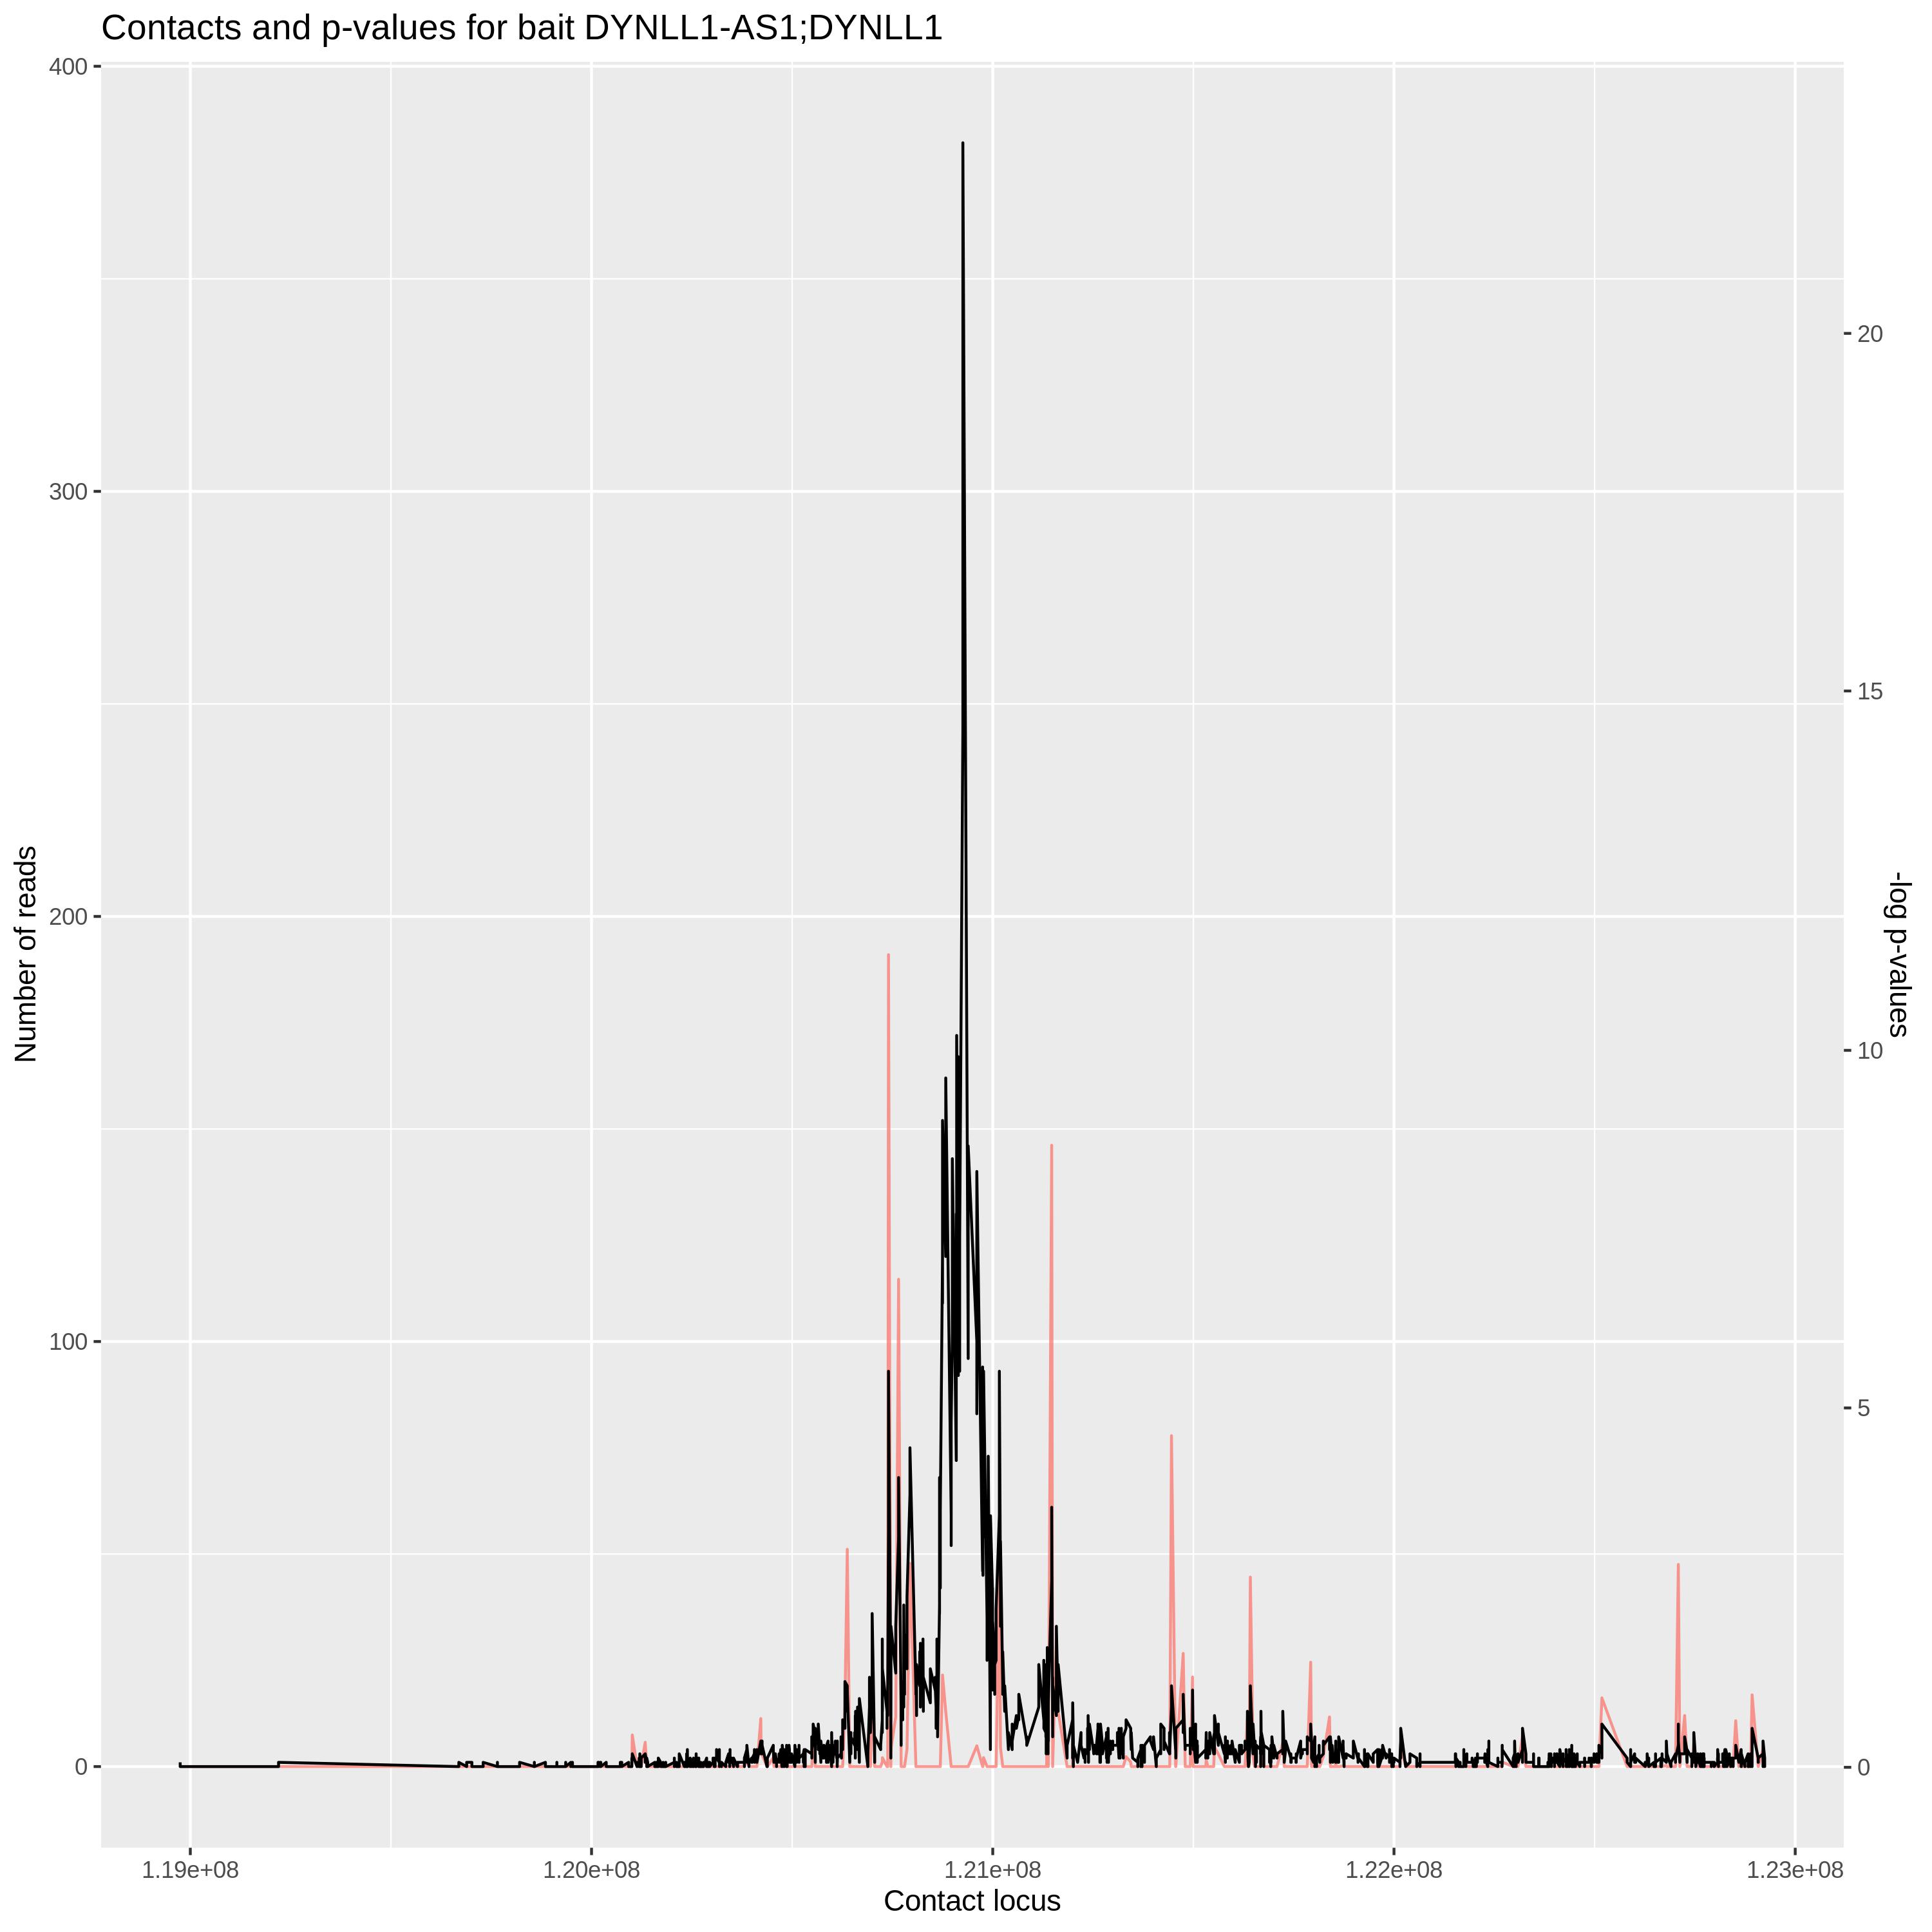 Contacts and p-values for bait DYNLL1-AS1;DYNLL1
400
300
200
100
0
Number of reads
20
15
10
5
0
-log p-values
1.19e+08
1.20e+08
1.21e+08
1.22e+08
1.23e+08
Contact locus